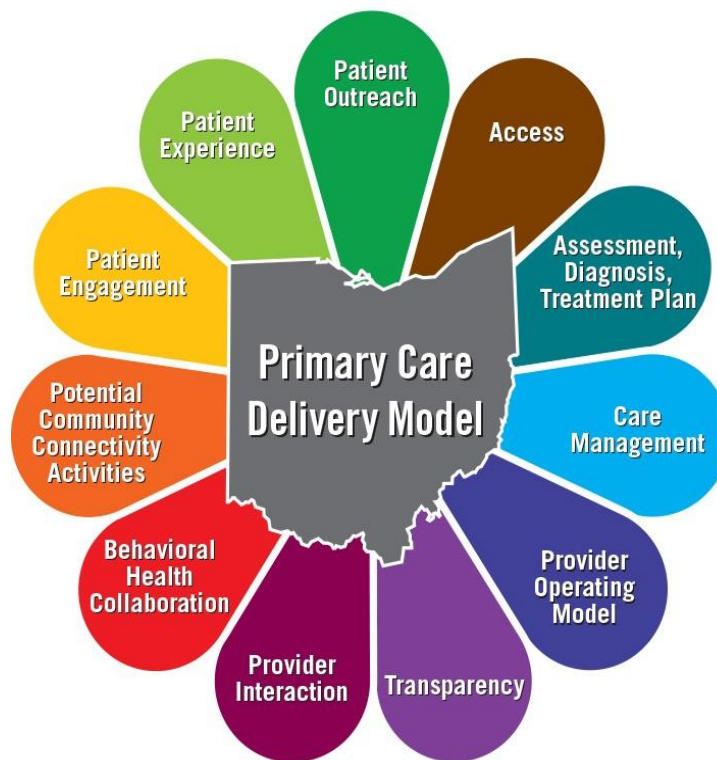 Patient
Outreach
Access
Assessment,
Diagnosis,
Treatment Plan
Care
Management
Provider
Operating
Model
Transparency
Provider
Interaction
Behavioral
Health
Collaboration
Potential
Community
Connectivity
Activities
Patient
Engagement
Patient
Experience
Primary Care
Delivery Model